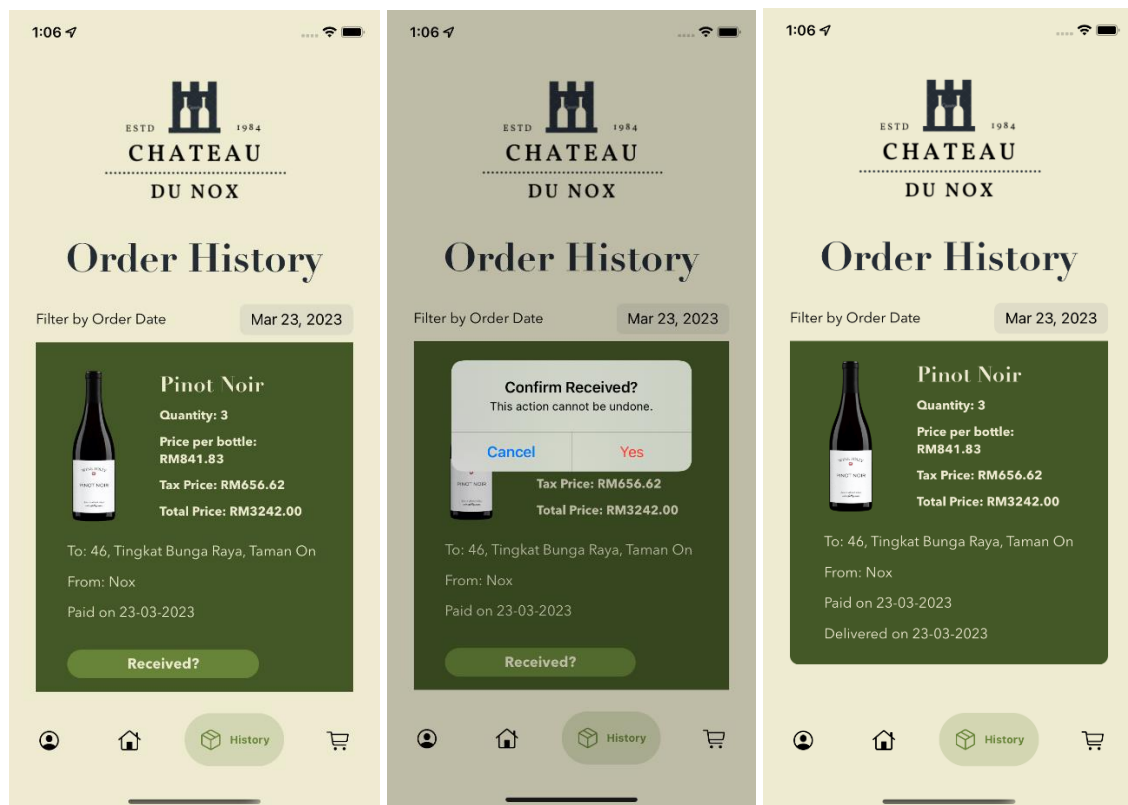 1:06
ESTD 1984
CHATEAU
DU NOX
Order History
Filter by Order Date Mar 23, 2023
Pinot Noir
Quantity: 3
Price per bottle:
RM841.83
Tax Price: RM656.62
Total Price: RM3242.00
PINOT NOIR
To: 46, Tingkat Bunga Raya, Taman On
From: Nox
Paid on 23-03-2023
Received?
History
1:06
ESTD 1984
CHATEAU
DU NOX
Order History
Filter by Order Date Mar 23, 2023
Confirm Received?
This action cannot be undone.
Cancel Yes
PINOT NOIR
Tax Price: RM656.62
Total Price: RM3242.00
To: 46, Tingkat Bunga Raya, Taman On
From: Nox
Paid on 23-03-2023
Received?
History
1:06
ESTD 1984
CHATEAU
DU NOX
Order History
Filter by Order Date Mar 23, 2023
Pinot Noir
Quantity: 3
Price per bottle:
RM841.83
Tax Price: RM656.62
Total Price: RM3242.00
PINOT NOIR
To: 46, Tingkat Bunga Raya, Taman On
From: Nox
Paid on 23-03-2023
Delivered on 23-03-2023
History